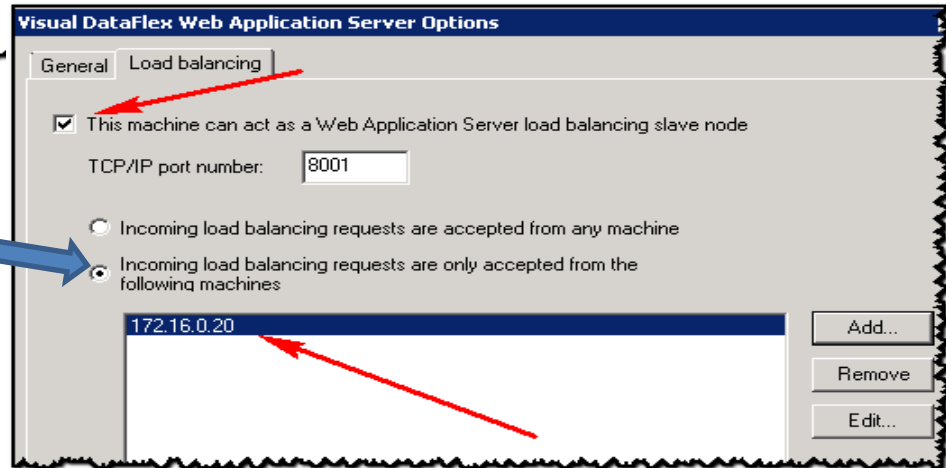 Visual DataFlex Web Application Server Options
General Load balancing
This machine can act as a Web Application Server load balancing slave node
TCP/IP port number: 8001
Incoming load balancing requests are accepted from any machine
Incoming load balancing requests are only accepted from the
following machines
172.16.0.20 Add...
Remove
Edit...